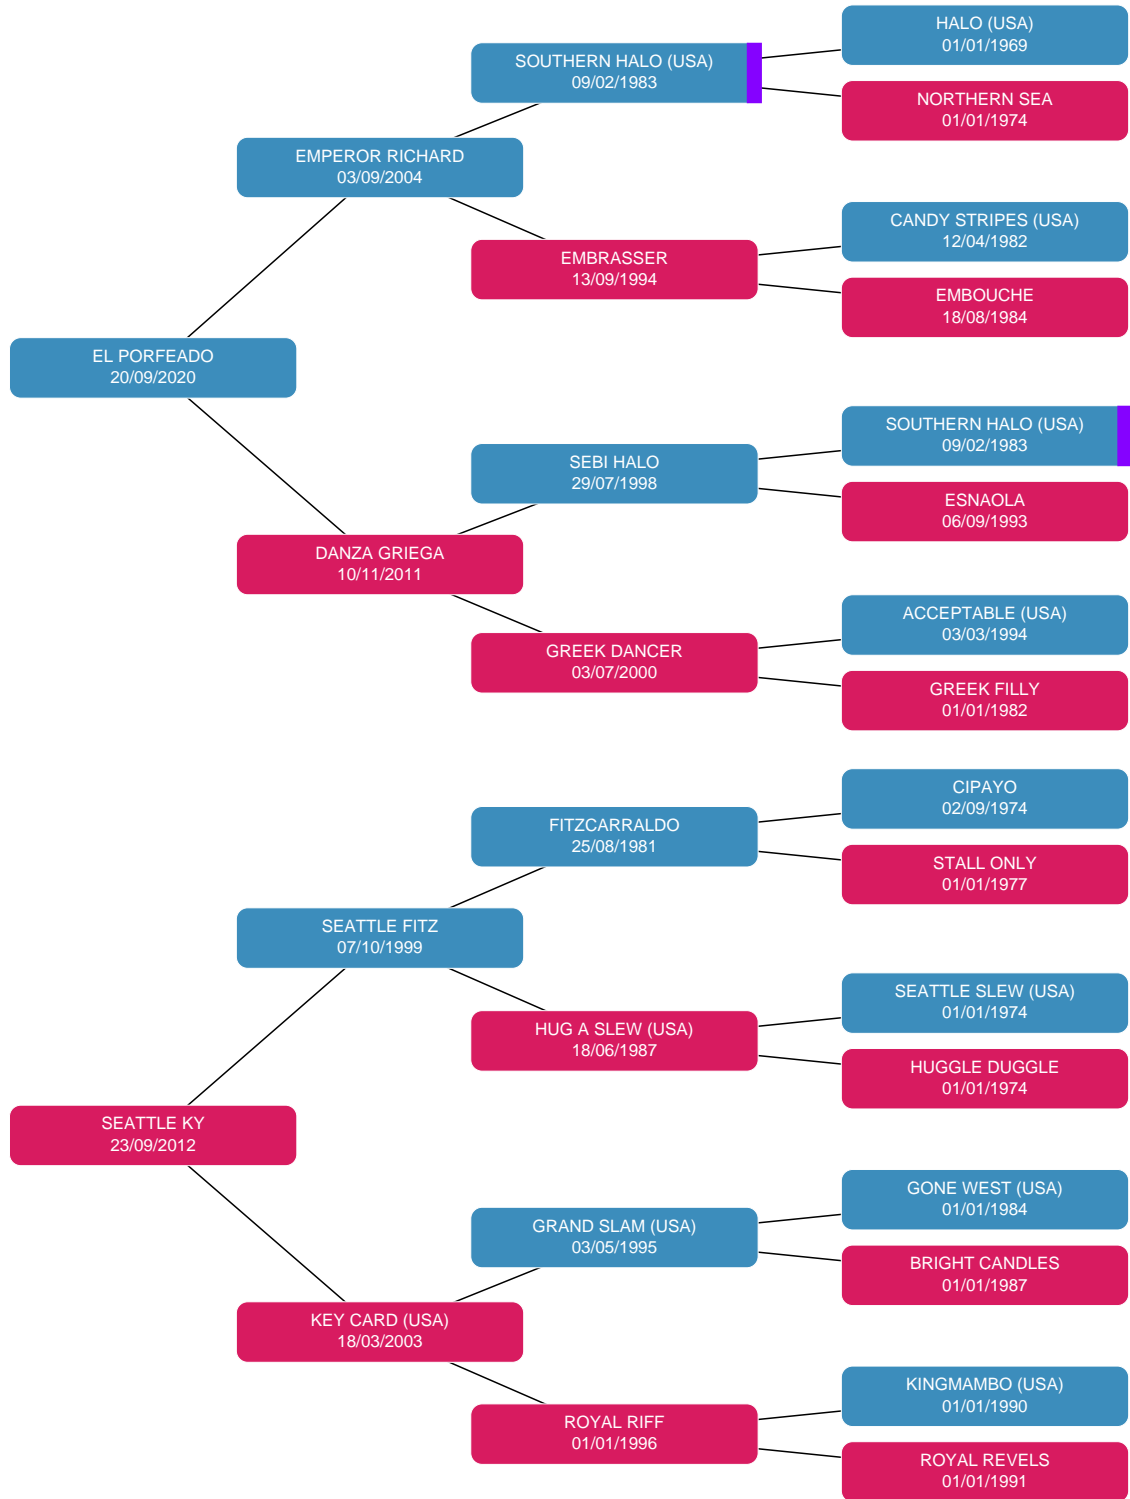 HALO (USA)
01/01/1969
SOUTHERN HALO (USA)
09/02/1983
NORTHERN SEA
01/01/1974
EMPEROR RICHARD
03/09/2004
CANDY STRIPES (USA)
12/04/1982
EMBRASSER
13/09/1994
EMBOUCHE
18/08/1984
EL PORFEADO
20/09/2020
SOUTHERN HALO (USA)
09/02/1983
SEBI HALO
29/07/1998
ESNAOLA
06/09/1993
DANZA GRIEGA
10/11/2011
ACCEPTABLE (USA)
03/03/1994
GREEK DANCER
03/07/2000
GREEK FILLY
01/01/1982
CIPAYO
02/09/1974
FITZCARRALDO
25/08/1981
STALL ONLY
01/01/1977
SEATTLE FITZ
07/10/1999
SEATTLE SLEW (USA)
01/01/1974
HUG A SLEW (USA)
18/06/1987
HUGGLE DUGGLE
01/01/1974
SEATTLE KY
23/09/2012
GONE WEST (USA)
01/01/1984
GRAND SLAM (USA)
03/05/1995
BRIGHT CANDLES
01/01/1987
KEY CARD (USA)
18/03/2003
KINGMAMBO (USA)
01/01/1990
ROYAL RIFF
01/01/1996
ROYAL REVELS
01/01/1991